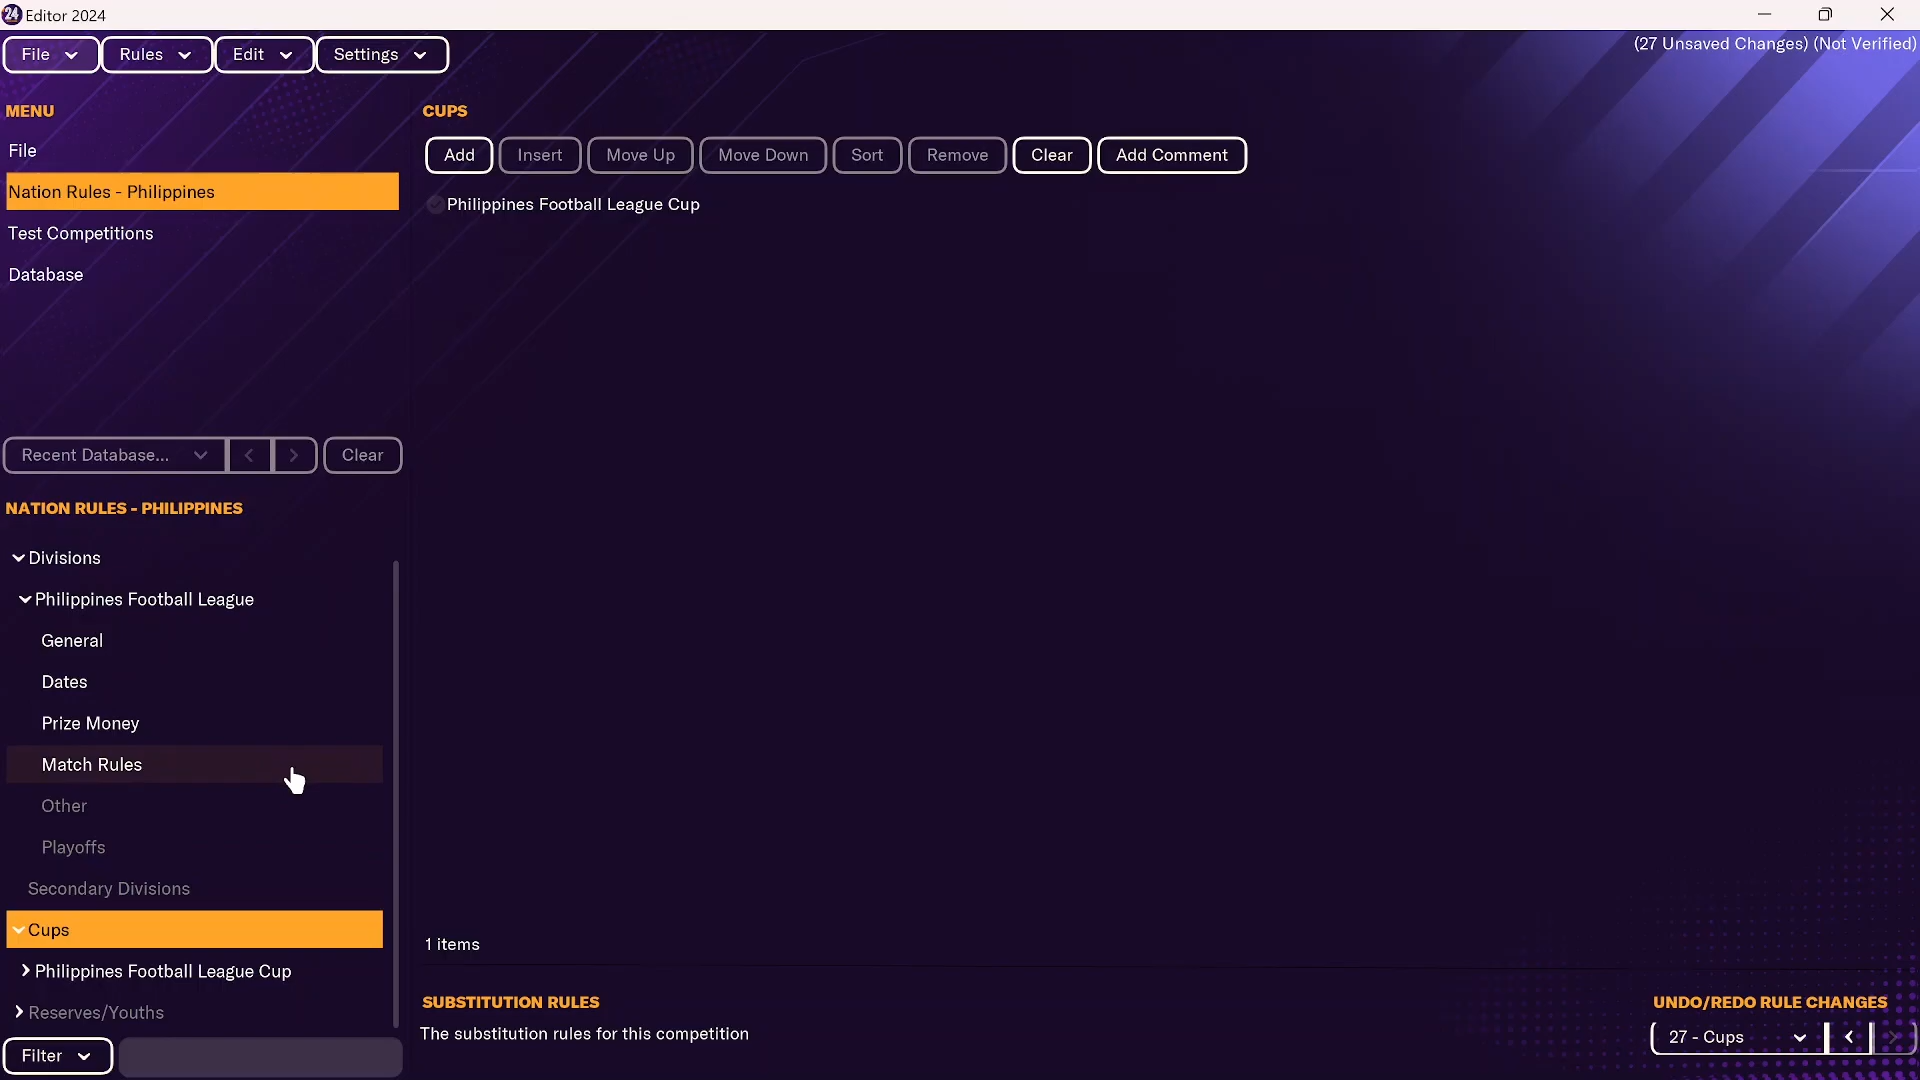 24 Editor 2024
File Rules Edit Settings
(27 Unsaved Changes) (Not Verified)
MENU
File
Nation Rules - Philippines
Test Competitions
Database
Recent Database... < > Clear
NATION RULES - PHILIPPINES
Divisions
Philippines Football League
General
Dates
Prize Money
Match Rules
Other
Playoffs
Secondary Divisions
Cups
Philippines Football League Cup
Reserves/Youths
Filter
CUPS
Add Insert Move Up Move Down Sort Remove Clear Add Comment
Philippines Football League Cup
1 items
SUBSTITUTION RULES
The substitution rules for this competition
UNDO/REDO RULE CHANGES
27 - Cups